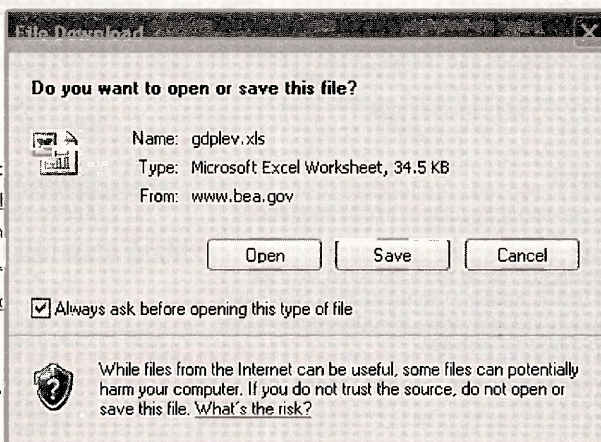 File Download
Do you want to open or save this file?
Name: gdplev.xls
Type: Microsoft Excel Worksheet, 34.5 KB
From: www.bea.gov
Open Save Cancel
Always ask before opening this type of file
While files from the Internet can be useful, some files can potentially
harm your computer. If you do not trust the source, do not open or
save this file. What's the risk?